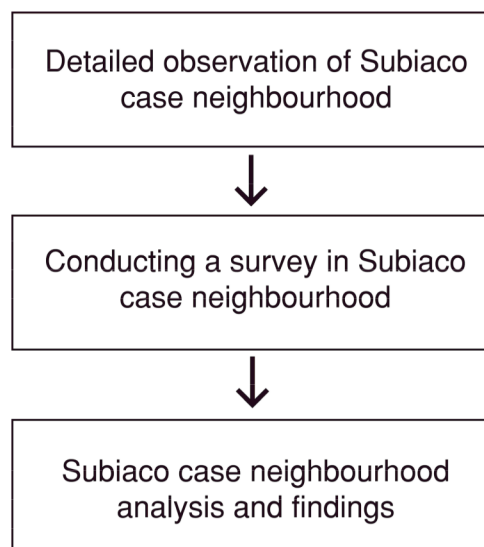 Detailed observation of Subiaco
case neighbourhood
Conducting a survey in Subiaco
case neighbourhood
Subiaco case neighbourhood
analysis and findings